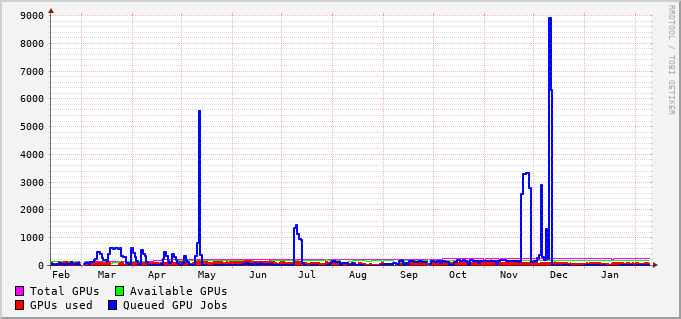 9000
8000
7000
6000
5000
4000
3000
2000
1000
0
Feb Mar Apr May Jun Jul Aug Sep Oct Nov Dec Jan
Total GPUs Available GPUs
GPUs used Queued GPU Jobs
RRDTOOL / TOBI OETIKER